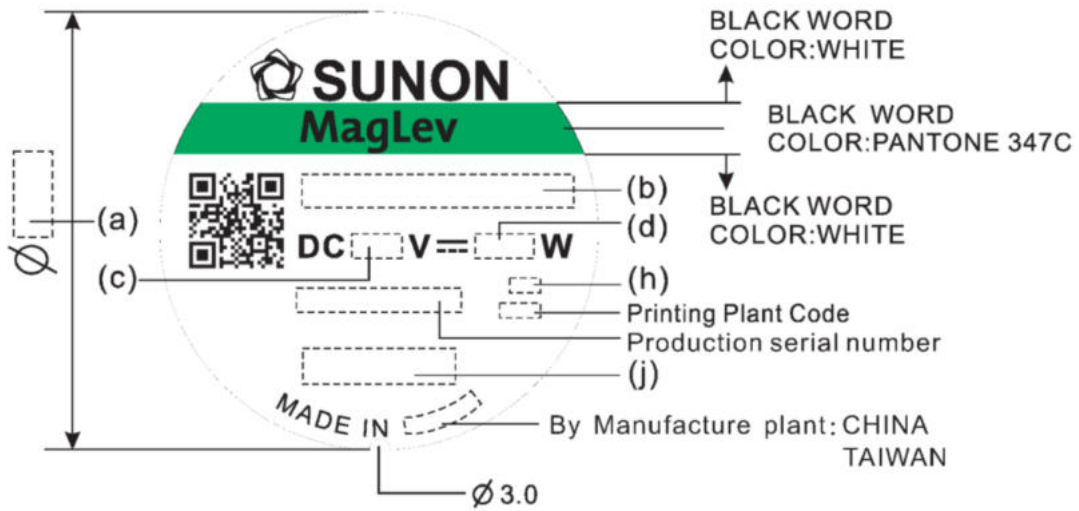 BLACK WORD
COLOR:WHITE
SUNON
MagLev
BLACK WORD
COLOR:PANTONE 347C
(a)
(b)
BLACK WORD
COLOR:WHITE
(d)
DC V⎓ W
Ø
(c)
(h)
Printing Plant Code
Production serial number
(j)
MADE IN
By Manufacture plant: CHINA
TAIWAN
Ø 3.0